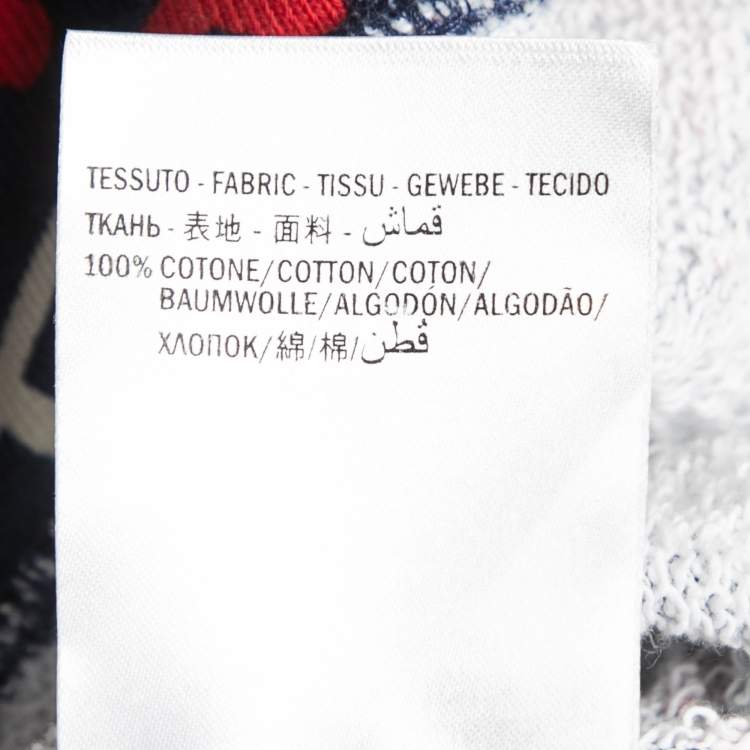 TESSUTO - FABRIC - TISSU - GEWEBE - TECIDO
ТКАНЬ - 表地 - 面料 - قماش
100% COTONE/COTTON/COTON/
BAUMWOLLE/ALGODÓN/ALGODÃO/
ХЛОПОК/綿/棉/قُطن